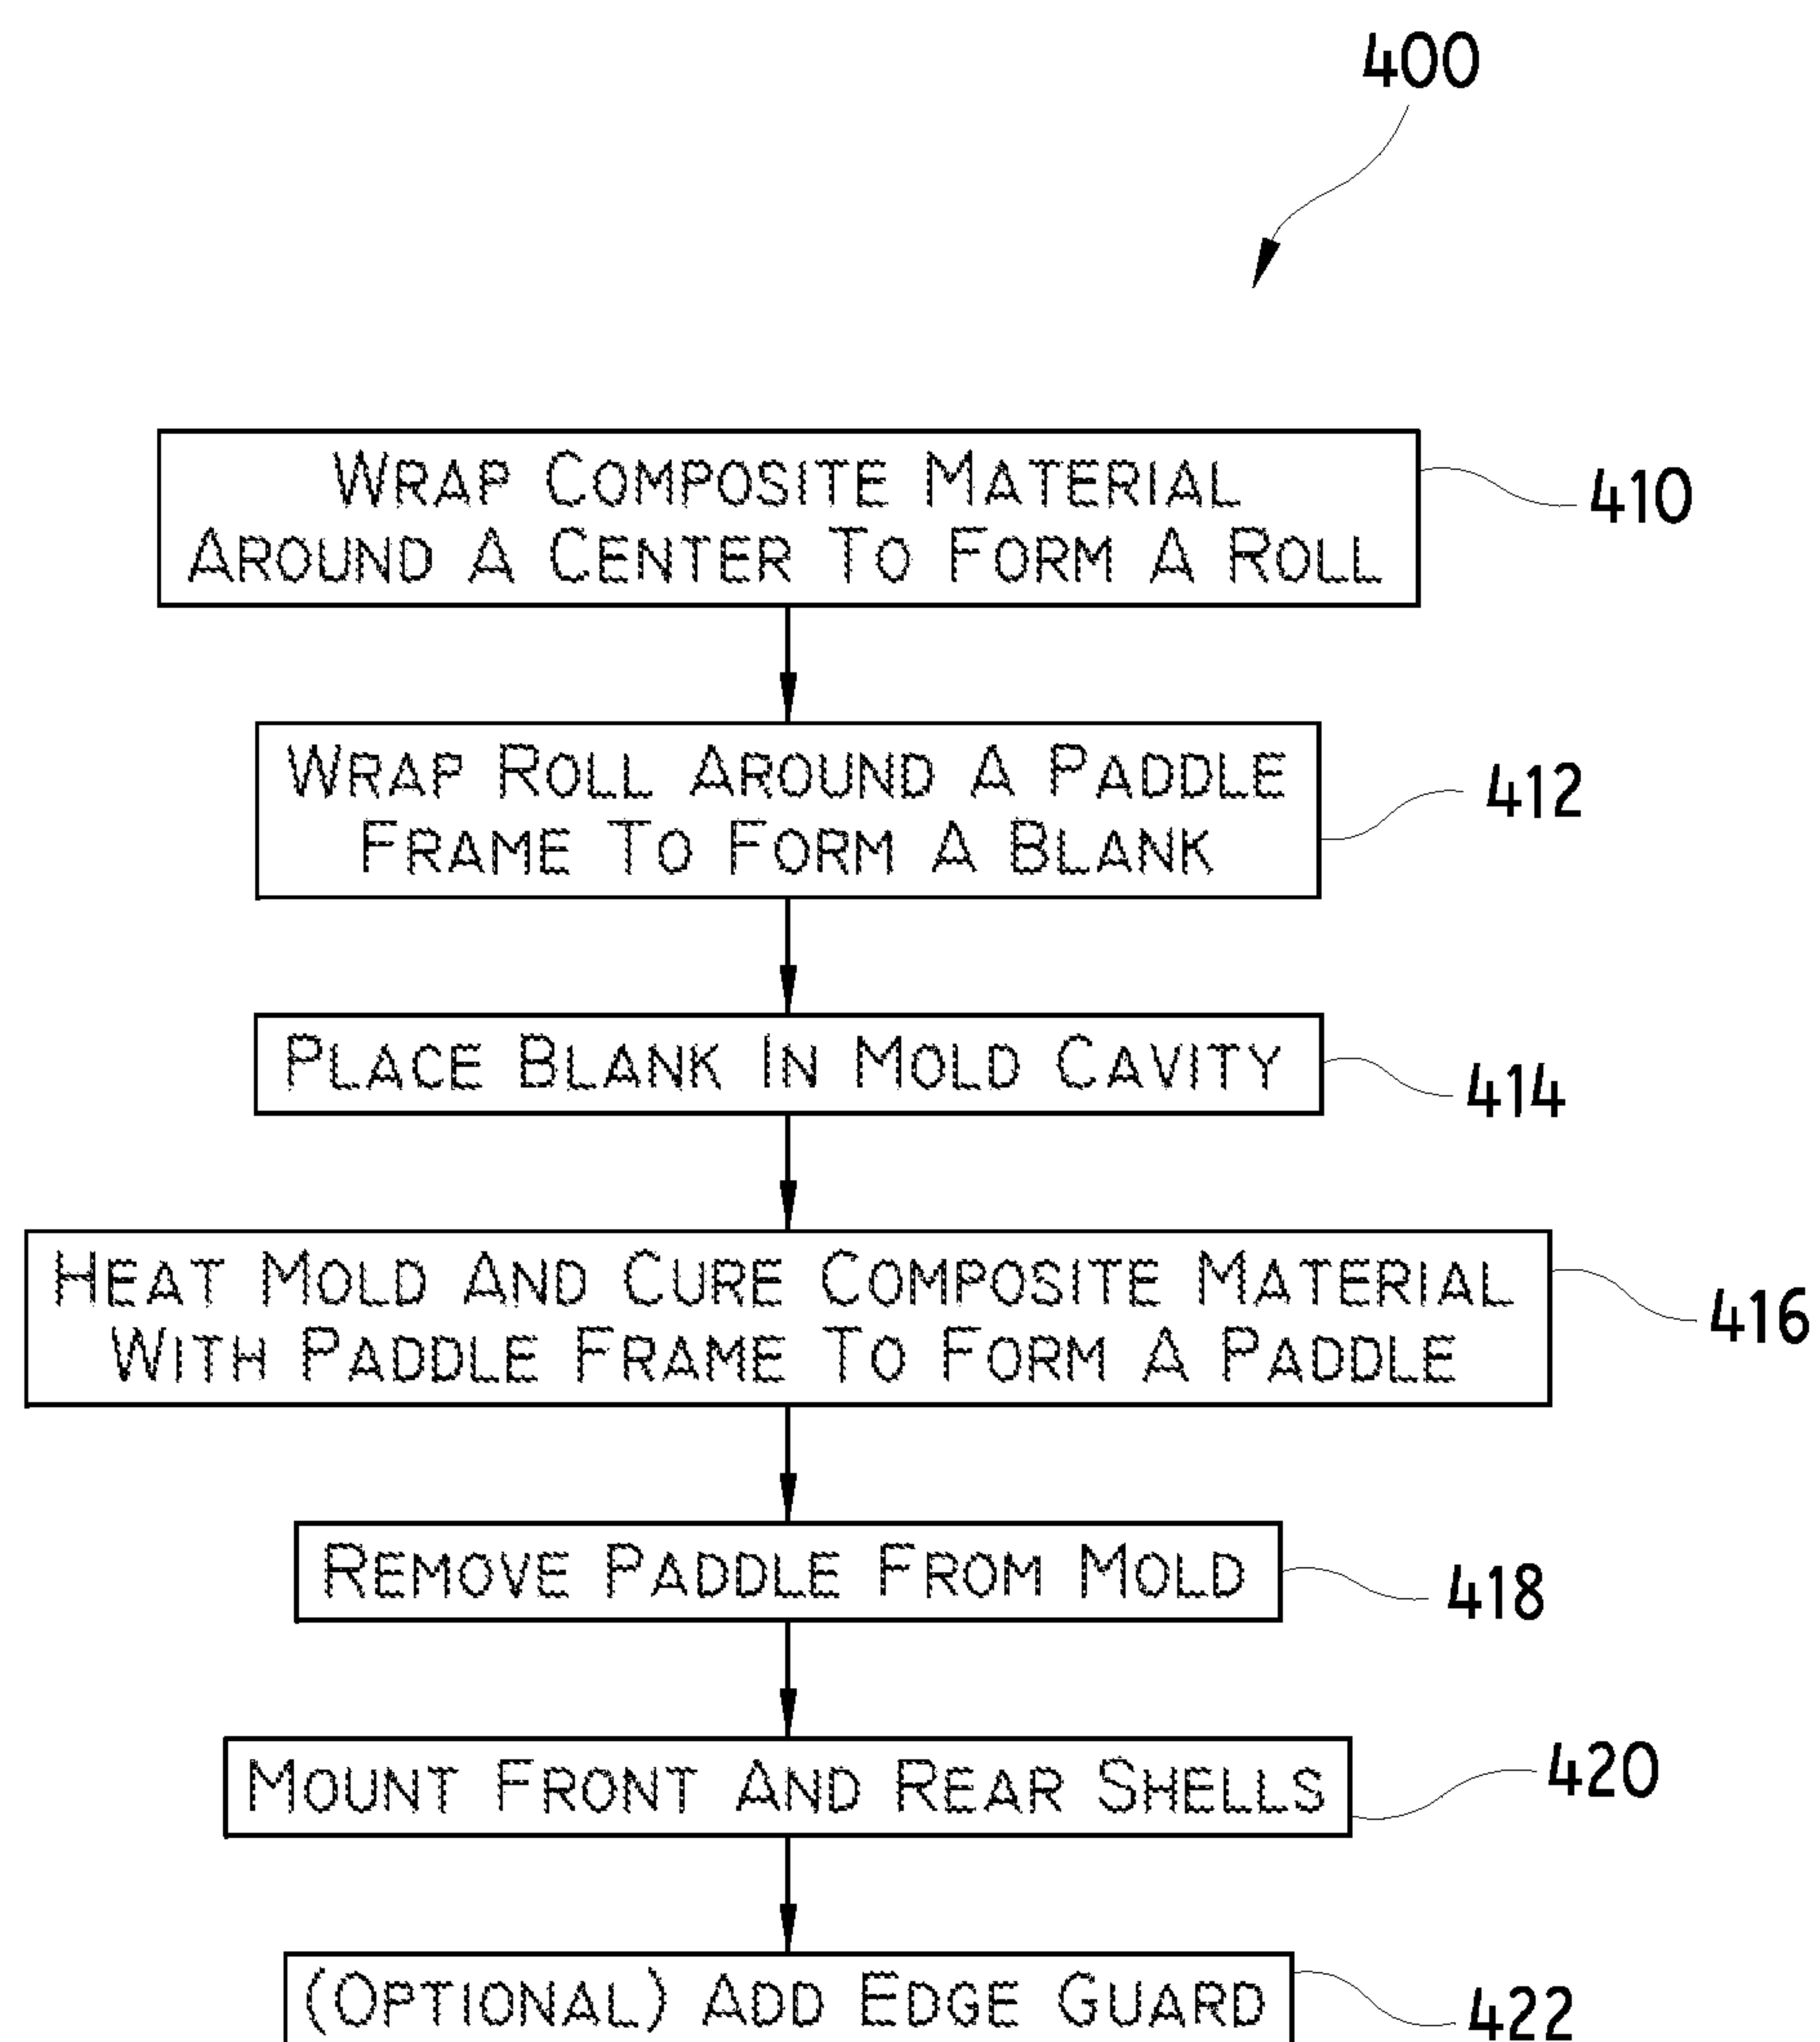 400
WRAP COMPOSITE MATERIAL
AROUND A CENTER TO FORM A ROLL
410
WRAP ROLL AROUND A PADDLE
FRAME TO FORM A BLANK
412
PLACE BLANK IN MOLD CAVITY
414
HEAT MOLD AND CURE COMPOSITE MATERIAL
WITH PADDLE FRAME TO FORM A PADDLE
416
REMOVE PADDLE FROM MOLD
418
MOUNT FRONT AND REAR SHELLS
420
(OPTIONAL) ADD EDGE GUARD
422